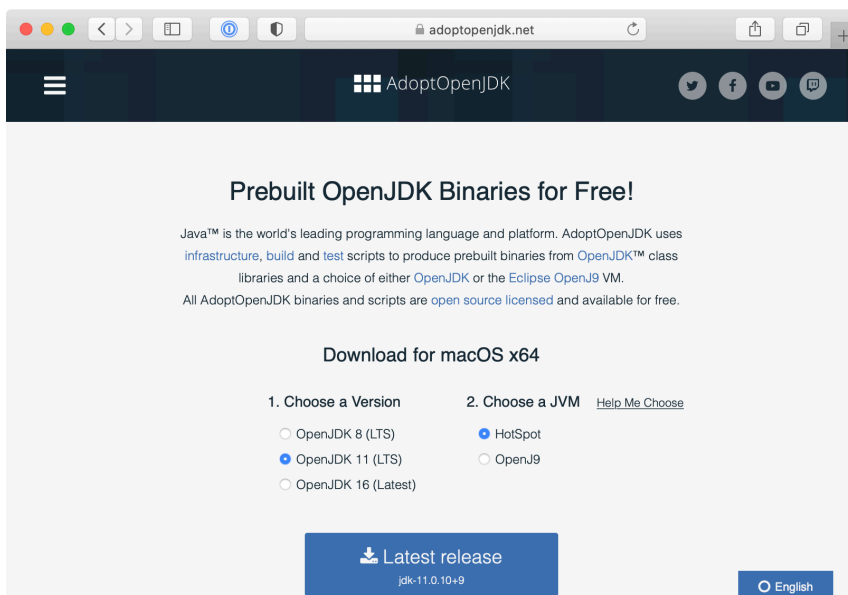 adoptopenjdk.net
AdoptOpenJDK
Prebuilt OpenJDK Binaries for Free!
Java™ is the world's leading programming language and platform. AdoptOpenJDK uses
infrastructure, build and test scripts to produce prebuilt binaries from OpenJDK™ class
libraries and a choice of either OpenJDK or the Eclipse OpenJ9 VM.
All AdoptOpenJDK binaries and scripts are open source licensed and available for free.
Download for macOS x64
1. Choose a Version
2. Choose a JVM Help Me Choose
OpenJDK 8 (LTS)
HotSpot
OpenJDK 11 (LTS)
OpenJ9
OpenJDK 16 (Latest)
Latest release
jdk-11.0.10+9
English